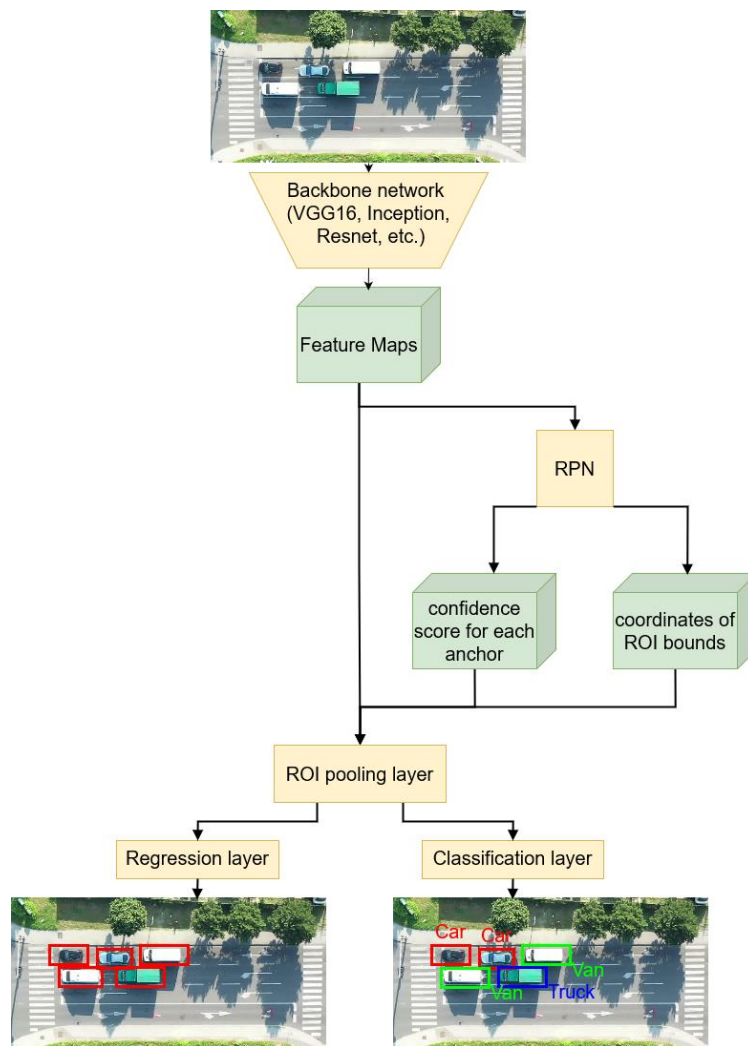 Backbone network
(VGG16, Inception,
Resnet, etc.)
Feature Maps
RPN
confidence
score for each
anchor
coordinates of
ROI bounds
ROI pooling layer
Regression layer
Classification layer
Car
Car
Van
Van
Truck